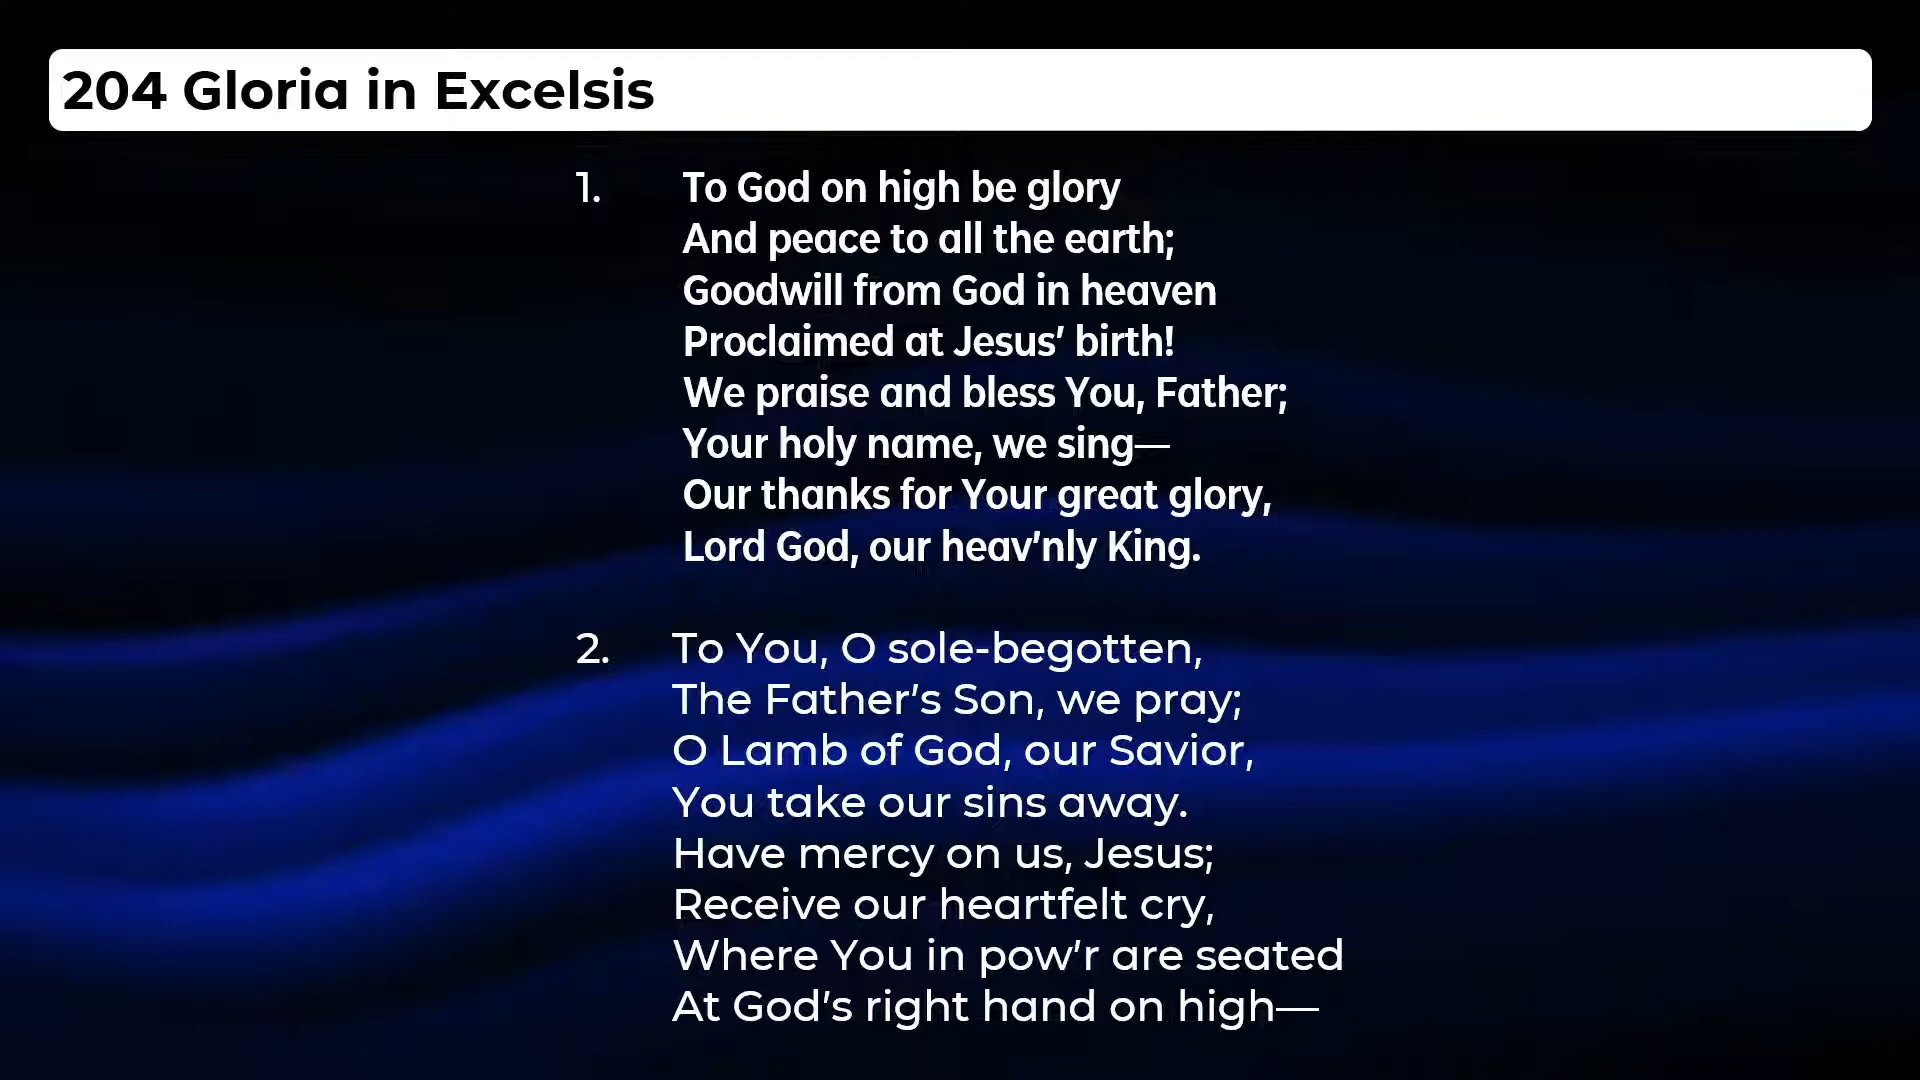 204 Gloria in Excelsis
1. To God on high be glory
And peace to all the earth;
Goodwill from God in heaven
Proclaimed at Jesus’ birth!
We praise and bless You, Father;
Your holy name, we sing—
Our thanks for Your great glory,
Lord God, our heav’nly King.
2. To You, O sole-begotten,
The Father’s Son, we pray;
O Lamb of God, our Savior,
You take our sins away.
Have mercy on us, Jesus;
Receive our heartfelt cry,
Where You in pow’r are seated
At God’s right hand on high—